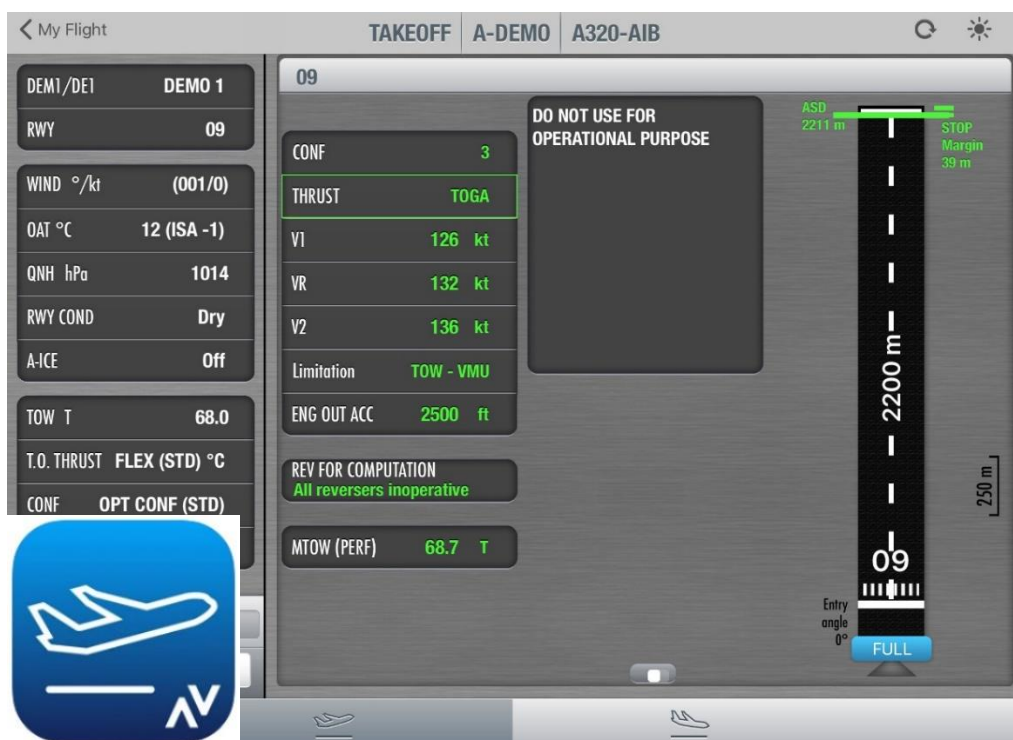 My Flight
TAKEOFF A-DEMO A320-AIB
DEM1/DE1 DEMO 1
RWY 09
WIND °/kt (001/0)
OAT °C 12 (ISA -1)
QNH hPa 1014
RWY COND Dry
A-ICE Off
TOW T 68.0
T.O. THRUST FLEX (STD) °C
CONF OPT CONF (STD)
09
CONF 3
THRUST TOGA
V1 126 kt
VR 132 kt
V2 136 kt
Limitation TOW - VMU
ENG OUT ACC 2500 ft
REV FOR COMPUTATION
All reversers inoperative
MTOW (PERF) 68.7 T
DO NOT USE FOR
OPERATIONAL PURPOSE
ASD
2211 m
STOP
Margin
39 m
2200 m
250 m
09
Entry
angle
0°
FULL